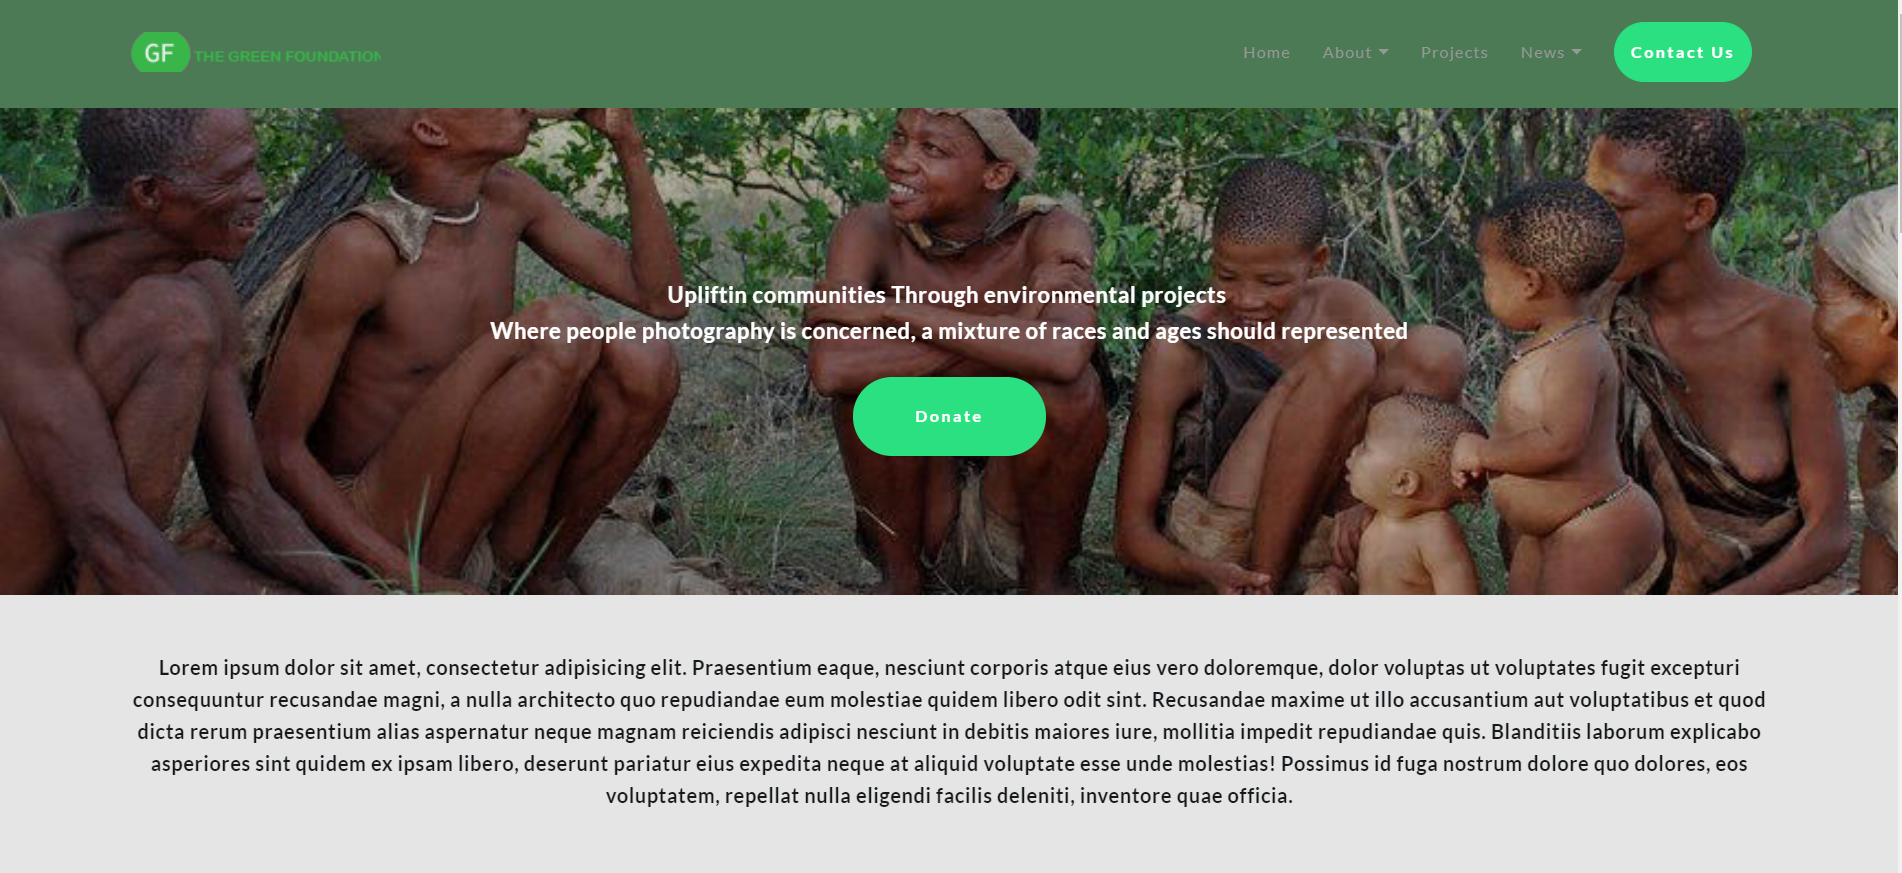 GF THE GREEN FOUNDATION
Home About Projects News Contact Us
Upliftin communities Through environmental projects
Where people photography is concerned, a mixture of races and ages should represented
Donate
Lorem ipsum dolor sit amet, consectetur adipisicing elit. Praesentium eaque, nesciunt corporis atque eius vero doloremque, dolor voluptas ut voluptates fugit excepturi
consequuntur recusandae magni, a nulla architecto quo repudiandae eum molestiae quidem libero odit sint. Recusandae maxime ut illo accusantium aut voluptatibus et quod
dicta rerum praesentium alias aspernatur neque magnam reiciendis adipisci nesciunt in debitis maiores iure, mollitia impedit repudiandae quis. Blanditiis laborum explicabo
asperiores sint quidem ex ipsam libero, deserunt pariatur eius expedita neque at aliquid voluptate esse unde molestias! Possimus id fuga nostrum dolore quo dolores, eos
voluptatem, repellat nulla eligendi facilis deleniti, inventore quae officia.